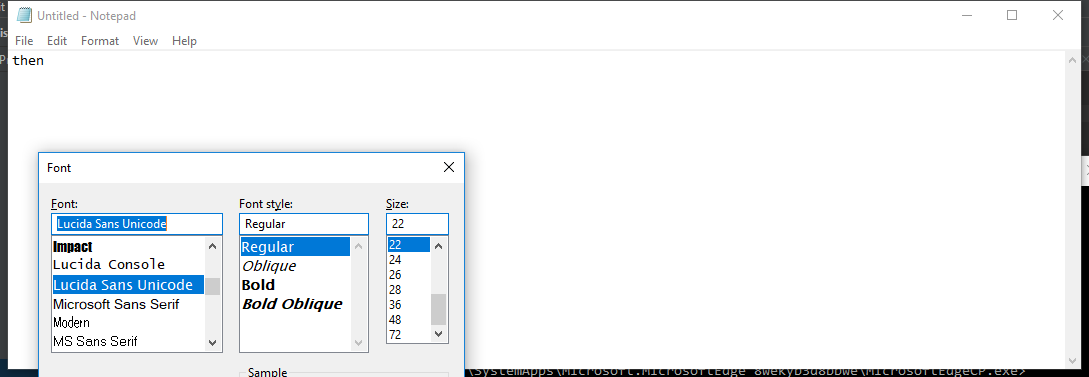 Untitled - Notepad
File Edit Format View Help
then
Font
Font: Font style: Size:
Lucida Sans Unicode Regular 22
Impact
Lucida Console
Lucida Sans Unicode
Microsoft Sans Serif
Modern
MS Sans Serif
Regular
Oblique
Bold
Bold Oblique
22
24
26
28
36
48
72
Sample
\SystemApps\Microsoft.MicrosoftEdge_8wekyb3d8bbwe\MicrosoftEdgeCP.exe>